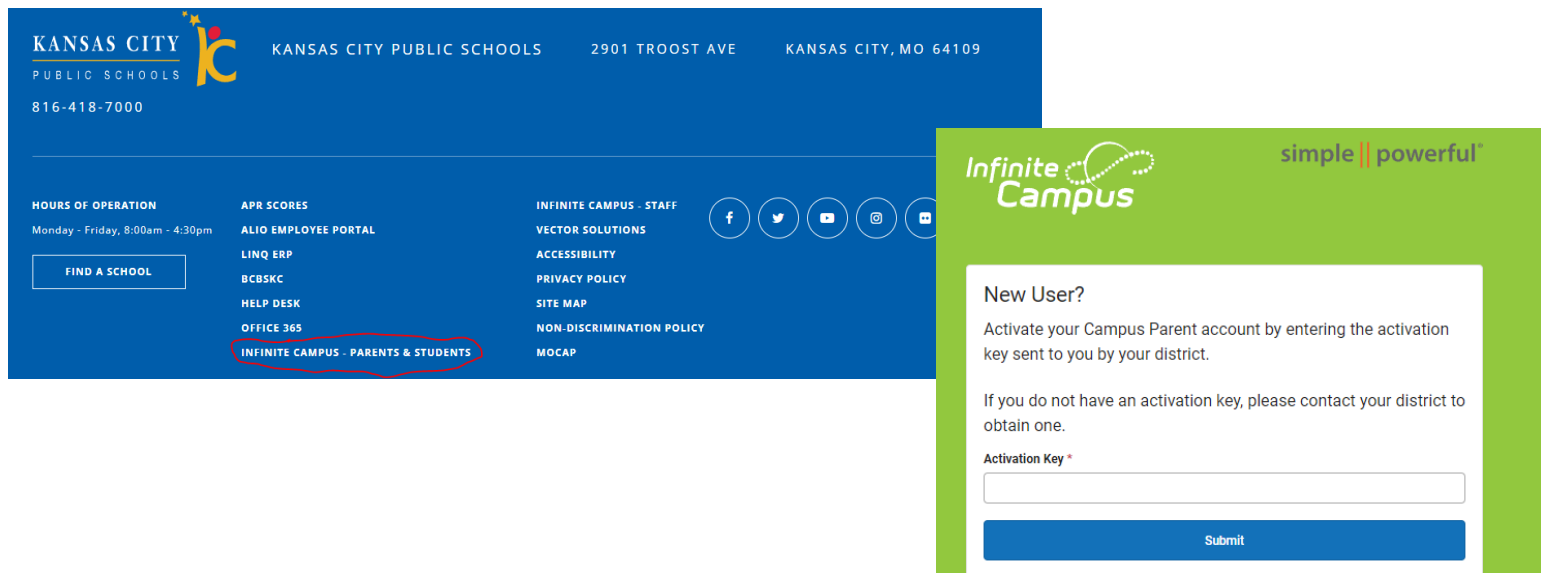 KANSAS CITY
PUBLIC SCHOOLS
KANSAS CITY PUBLIC SCHOOLS
2901 TROOST AVE
KANSAS CITY, MO 64109
816-418-7000
HOURS OF OPERATION
Monday - Friday, 8:00am - 4:30pm
FIND A SCHOOL
APR SCORES
ALIO EMPLOYEE PORTAL
LINQ ERP
BCBSKC
HELP DESK
OFFICE 365
INFINITE CAMPUS - PARENTS & STUDENTS
INFINITE CAMPUS - STAFF
VECTOR SOLUTIONS
ACCESSIBILITY
PRIVACY POLICY
SITE MAP
NON-DISCRIMINATION POLICY
MOCAP
Infinite
Campus
simple || powerful®
New User?
Activate your Campus Parent account by entering the activation
key sent to you by your district.
If you do not have an activation key, please contact your district to
obtain one.
Activation Key *
Submit